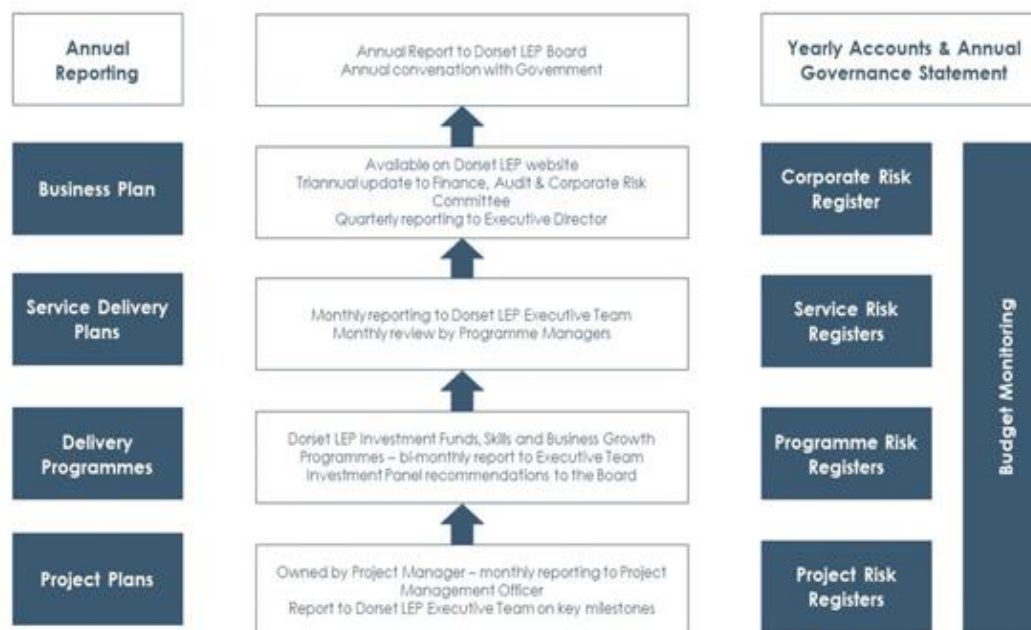 Annual
Reporting
Annual Report to Dorset LEP Board
Annual conversation with Government
Yearly Accounts & Annual
Governance Statement
Business Plan
Available on Dorset LEP website
Triannual update to Finance, Audit & Corporate Risk
Committee
Quarterly reporting to Executive Director
Corporate Risk
Register
Service Delivery
Plans
Monthly reporting to Dorset LEP Executive Team
Monthly review by Programme Managers
Service Risk
Registers
Budget Monitoring
Delivery
Programmes
Dorset LEP Investment Funds, Skills and Business Growth
Programmes – bi-monthly report to Executive Team
Investment Panel recommendations to the Board
Programme Risk
Registers
Project Plans
Owned by Project Manager – monthly reporting to Project
Management Officer
Report to Dorset LEP Executive Team on key milestones
Project Risk
Registers